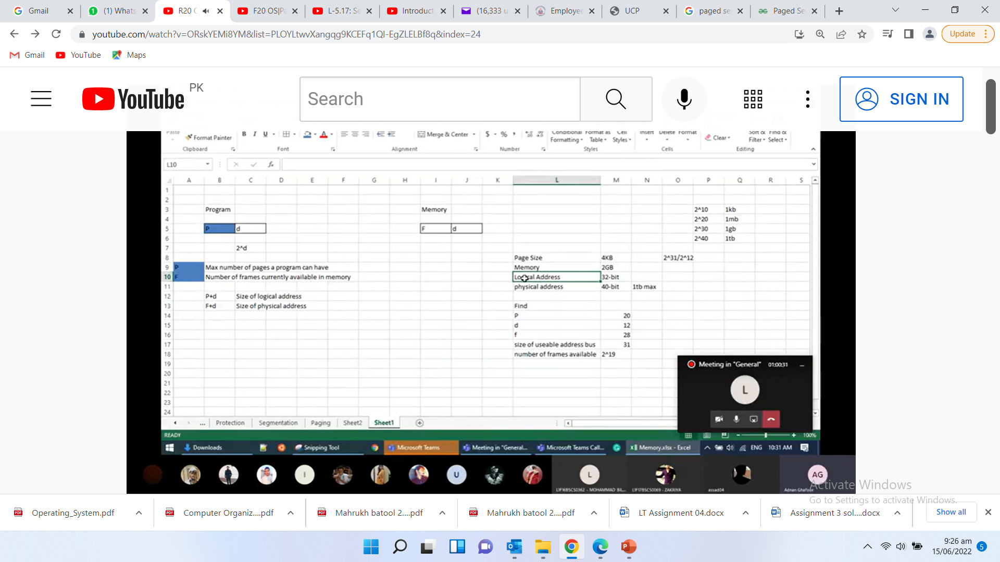 Gmail (1) Whats R20 C F20 OS|Pa L-5.17: Se Introduct (16,333 u Employee UCP paged se Paged Se
youtube.com/watch?v=ORskYEMi8YM&list=PLOYLtwvXangqg9KCEFq1QI-EgZLELBf8q&index=24 Update
Gmail YouTube Maps
YouTube PK Search SIGN IN
Paste Format Painter B I U Merge & Center $ % Conditional Format as Cell Insert Delete Format Clear Sort & Find &
Formatting Table Styles Filter Select
Clipboard Font Alignment Number Styles Cells Editing
L10 fx
A B C D E F G H I J K L M N O P Q R S
1
2
3 Program Memory 2^10 1kb
4 2^20 1mb
5 P d F d 2^30 1gb
6 2^40 1tb
7 2^d
8 Page Size 4KB 2^31/2^12
9 P Max number of pages a program can have Memory 2GB
10 F Number of frames currently available in memory Logical Address 32-bit
11 physical address 40-bit 1tb max
12 P+d Size of logical address
13 F+d Size of physical address Find
14 P 20
15 d 12
16 f 28
17 size of useable address bus 31
18 number of frames available 2^19
19
20
21
22
23
24
Meeting in "General" 01:00:31
L
... Protection Segmentation Paging Sheet2 Sheet1
READY 100%
Downloads Snipping Tool Microsoft Teams Meeting in "General... Microsoft Teams Call... Memory.xlsx - Excel ENG 10:31 AM
I U L AG
L1F16BSCS0362 - MOHAMMAD BIL... L1F17BSCS0069 - ZAKRIYA assad04 Adnan Ghafoor
Activate Windows
Go to Settings to activate Windows.
Operating_System.pdf Computer Organiz....pdf Mahrukh batool 2....pdf Mahrukh batool 2....pdf LT Assignment 04.docx Assignment 3 sol....docx Show all
9:26 am
15/06/2022 5